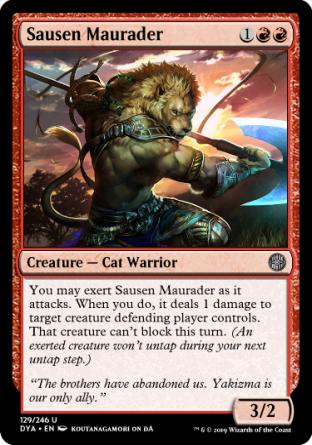 Sausen Maurader 1
Creature — Cat Warrior
You may exert Sausen Maurader as it
attacks. When you do, it deals 1 damage to
target creature defending player controls.
That creature can't block this turn. (An
exerted creature won't untap during your next
untap step.)
"The brothers have abandoned us. Yakizma is
our only ally."
3/2
129/246 U
DYA • EN KOUTANAGAMORI ON DÅ
™ & © 2019 Wizards of the Coast